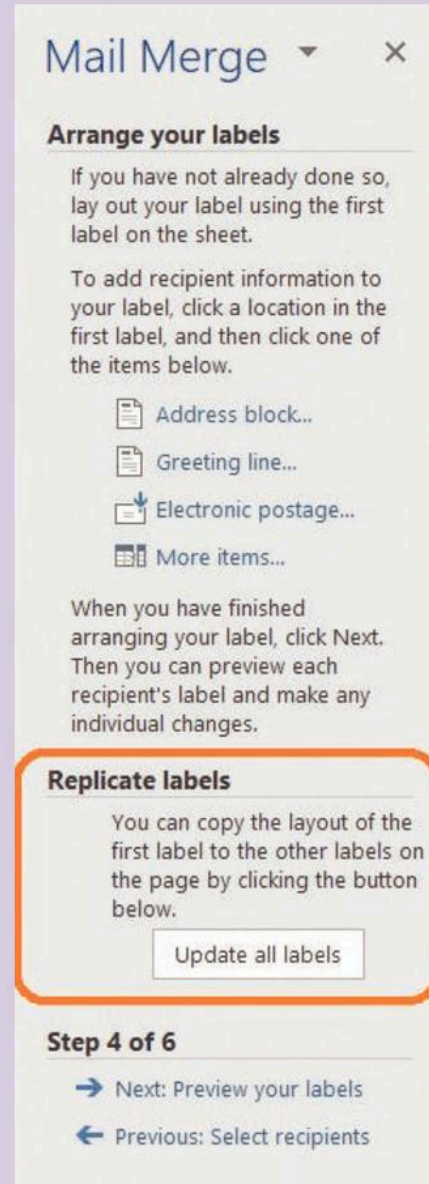 Mail Merge
Arrange your labels
If you have not already done so,
lay out your label using the first
label on the sheet.
To add recipient information to
your label, click a location in the
first label, and then click one of
the items below.
Address block...
Greeting line...
Electronic postage...
More items...
When you have finished
arranging your label, click Next.
Then you can preview each
recipient's label and make any
individual changes.
Replicate labels
You can copy the layout of the
first label to the other labels on
the page by clicking the button
below.
Update all labels
Step 4 of 6
Next: Preview your labels
Previous: Select recipients